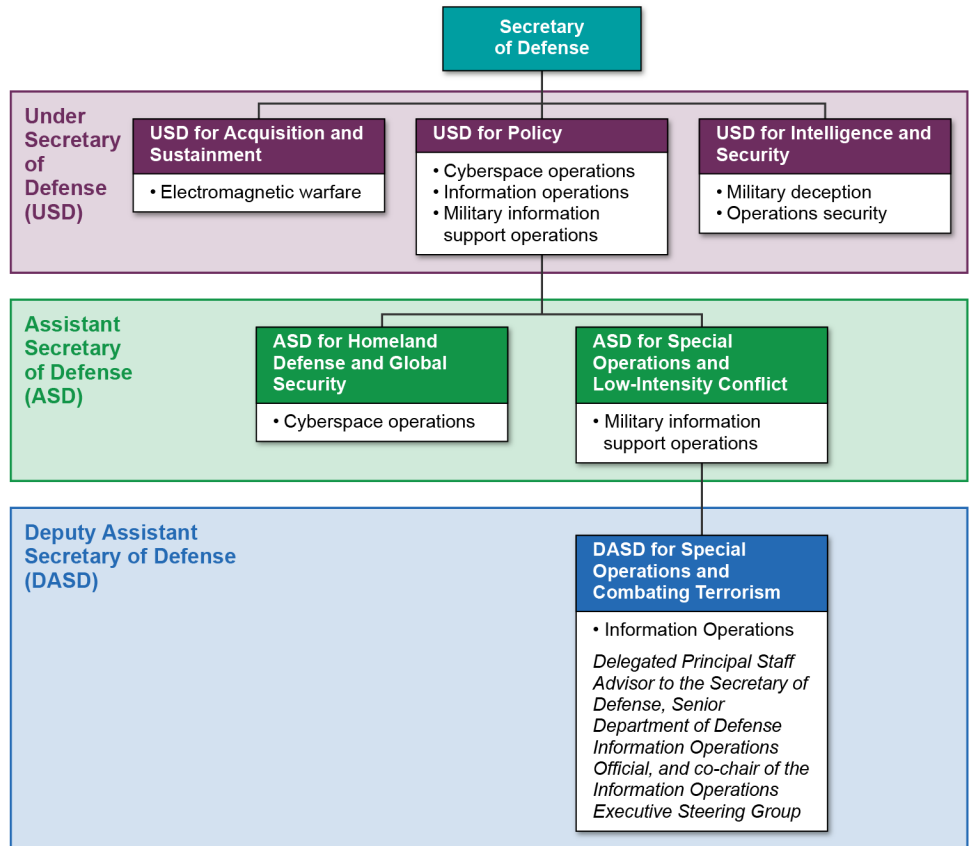 Secretary
of Defense
Under
Secretary
of
Defense
(USD)
USD for Acquisition and
Sustainment
• Electromagnetic warfare
USD for Policy
• Cyberspace operations
• Information operations
• Military information
support operations
USD for Intelligence and
Security
• Military deception
• Operations security
Assistant
Secretary
of Defense
(ASD)
ASD for Homeland
Defense and Global
Security
• Cyberspace operations
ASD for Special
Operations and
Low-Intensity Conflict
• Military information
support operations
Deputy Assistant
Secretary of Defense
(DASD)
DASD for Special
Operations and
Combating Terrorism
• Information Operations
Delegated Principal Staff
Advisor to the Secretary of
Defense, Senior
Department of Defense
Information Operations
Official, and co-chair of the
Information Operations
Executive Steering Group